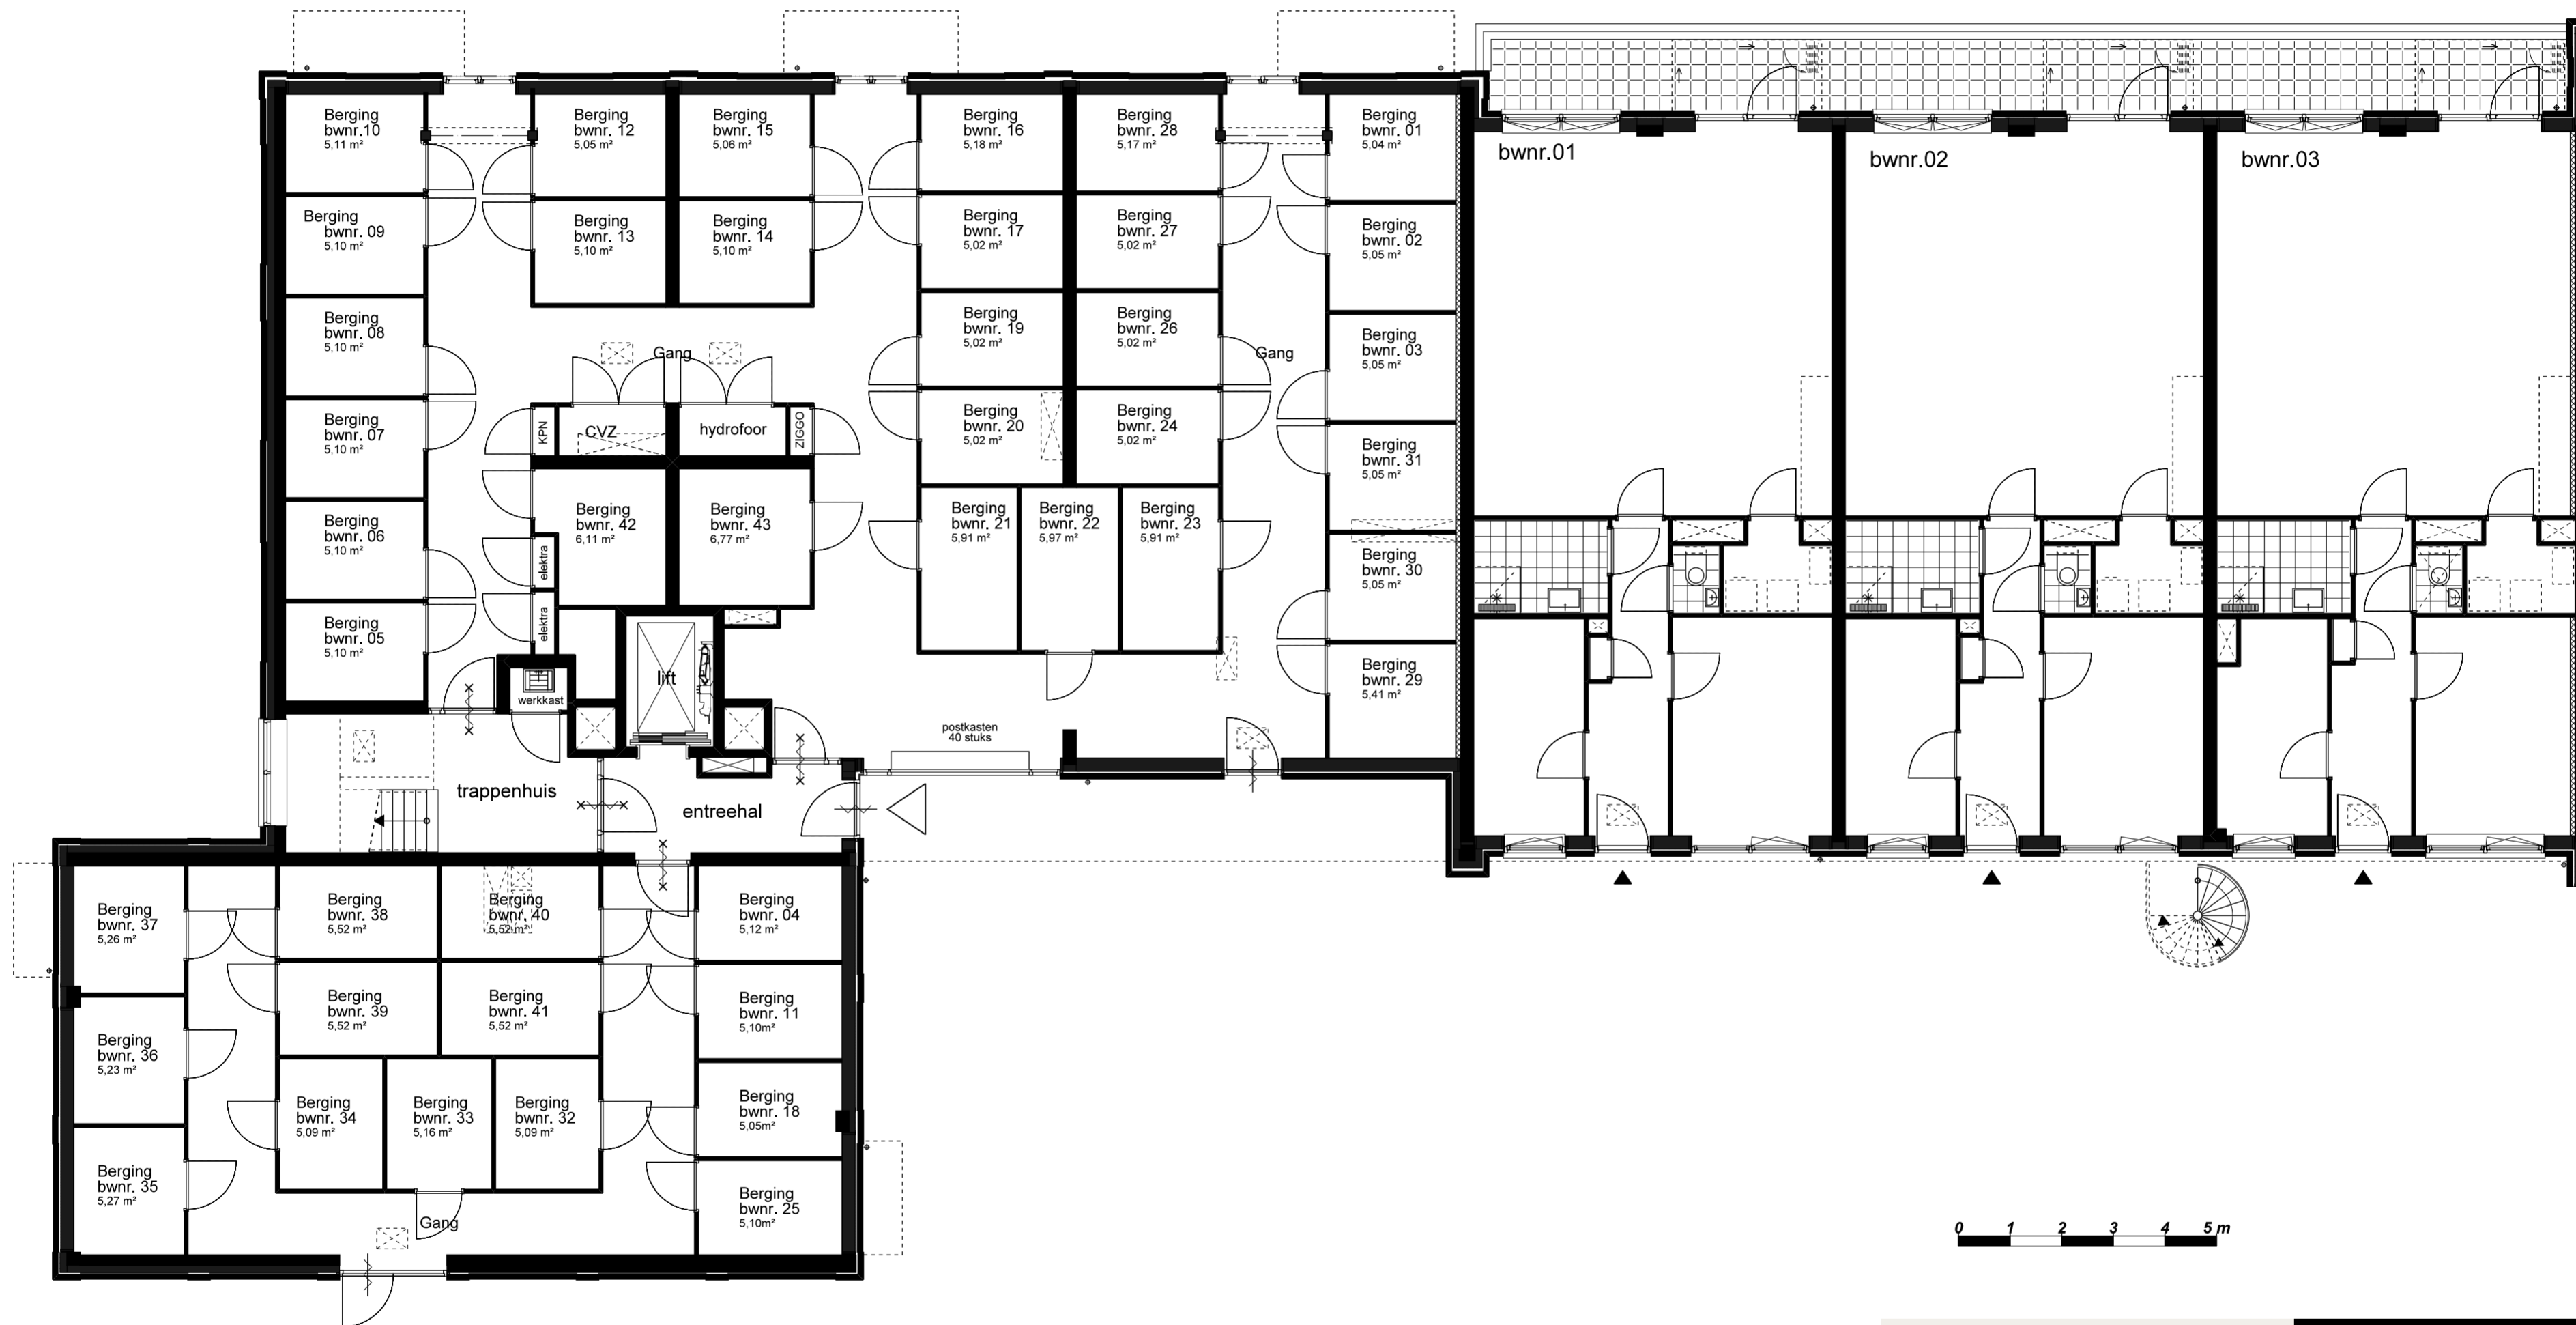 Berging
bwnr.10
5,11 m²
Berging
bwnr. 12
5,05 m²
Berging
bwnr. 15
5,06 m²
Berging
bwnr. 16
5,18 m²
Berging
bwnr. 28
5,17 m²
Berging
bwnr. 01
5,04 m²
bwnr.01
bwnr.02
bwnr.03
Berging
bwnr. 09
5,10 m²
Berging
bwnr. 13
5,10 m²
Berging
bwnr. 14
5,10 m²
Berging
bwnr. 17
5,02 m²
Berging
bwnr. 27
5,02 m²
Berging
bwnr. 02
5,05 m²
Berging
bwnr. 08
5,10 m²
Gang
Berging
bwnr. 19
5,02 m²
Berging
bwnr. 26
5,02 m²
Gang
Berging
bwnr. 03
5,05 m²
Berging
bwnr. 07
5,10 m²
KPN
CVZ
hydrofoor
ZIGGO
Berging
bwnr. 20
5,02 m²
Berging
bwnr. 24
5,02 m²
Berging
bwnr. 31
5,05 m²
Berging
bwnr. 06
5,10 m²
Berging
bwnr. 42
6,11 m²
Berging
bwnr. 43
6,77 m²
Berging
bwnr. 21
5,91 m²
Berging
bwnr. 22
5,97 m²
Berging
bwnr. 23
5,91 m²
Berging
bwnr. 30
5,05 m²
elektra
elektra
Berging
bwnr. 05
5,10 m²
werkkast
lift
Berging
bwnr. 29
5,41 m²
postkasten
40 stuks
trappenhuis
entreehal
Berging
bwnr. 37
5,26 m²
Berging
bwnr. 38
5,52 m²
Berging
bwnr. 40
5,52 m²
Berging
bwnr. 04
5,12 m²
Berging
bwnr. 39
5,52 m²
Berging
bwnr. 41
5,52 m²
Berging
bwnr. 11
5,10m²
Berging
bwnr. 36
5,23 m²
Berging
bwnr. 34
5,09 m²
Berging
bwnr. 33
5,16 m²
Berging
bwnr. 32
5,09 m²
Berging
bwnr. 18
5,05m²
Berging
bwnr. 35
5,27 m²
Berging
bwnr. 25
5,10m²
Gang
0 1 2 3 4 5 m